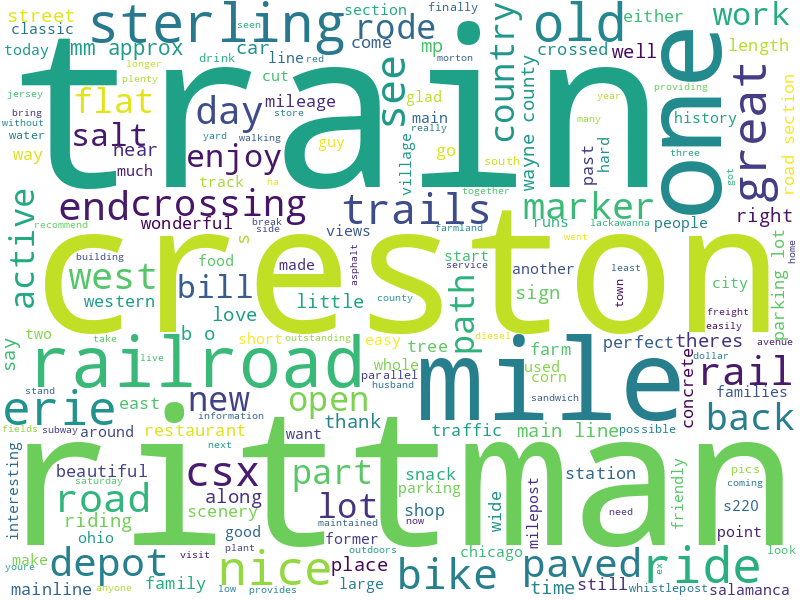 street
sterling
rode
old
either
work
seen
finally
section
classic
come
mp
crossed
well
length
today
mm approx
car
line
red
country
one
longer
drink
see
morton
plenty
cut
train
great
providing
jersey
flat
day
mileage
glad
year
bring
without
store
main
really
many
history
road section
water
salt
yard
walking
guy
go
wayne county
past
hard
way
near
enjoy
village
south
three
much
track
ha
together
got
active
end
crossing
trails
marker
right
recommend
wonderful
break
side
farmland
runs
lackawanna
people
s
views
went
building
creston
home
west
food
made
asphalt
start
service
another
least
city
parking lot
western
bill
little
path
sign
town
freight
county
easily
love
b o
short
outstanding
easy
diesel
perfect
theres
avenue
say
two
take
tree
farm
railroad
live
whole
used
mile
rail
parallel
corn
dollar
stand
husband
sandwich
concrete
families
erie
east
new
open
back
information
fields
subway
around
restaurant
thank
traffic
main line
possible
next
want
rittman
interesting
beautiful
csx
part
snack
station
friendly
pics
saturday
coming
road
along
lot
parking
wide
milepost
s220
riding
scenery
maintained
now
shop
need
point
ohio
good
former
plant
visit
outdoors
chicago
look
make
depot
nice
place
bike
paved
ride
ex
youre
mainline
anyone
family
low
provides
large
time
still
whistlepost
salamanca